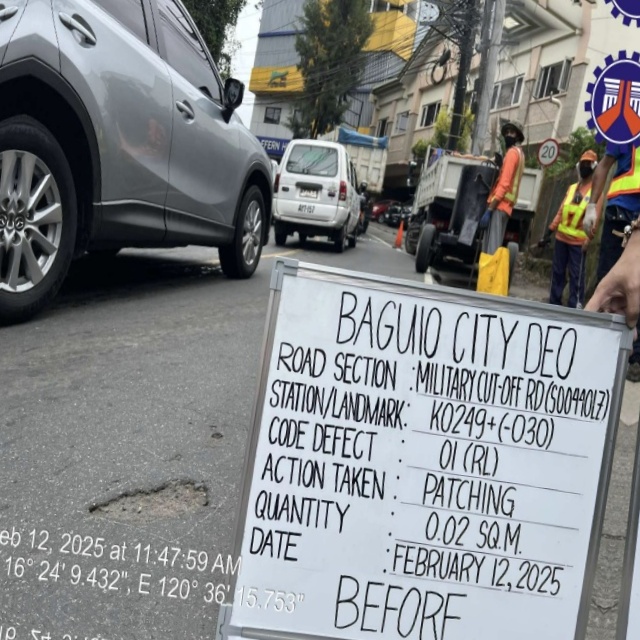 BAGUIO CITY DEO
ROAD SECTION : MILITARY CUT-OFF RD (S00440LZ)
STATION/LANDMARK: K0249+(-030)
CODE DEFECT : 01 (RL)
ACTION TAKEN : PATCHING
QUANTITY : 0.02 SQ.M.
DATE : FEBRUARY 12, 2025
BEFORE
eb 12, 2025 at 11:47:59 AM
16° 24' 9.432", E 120° 36' 15.753"
20